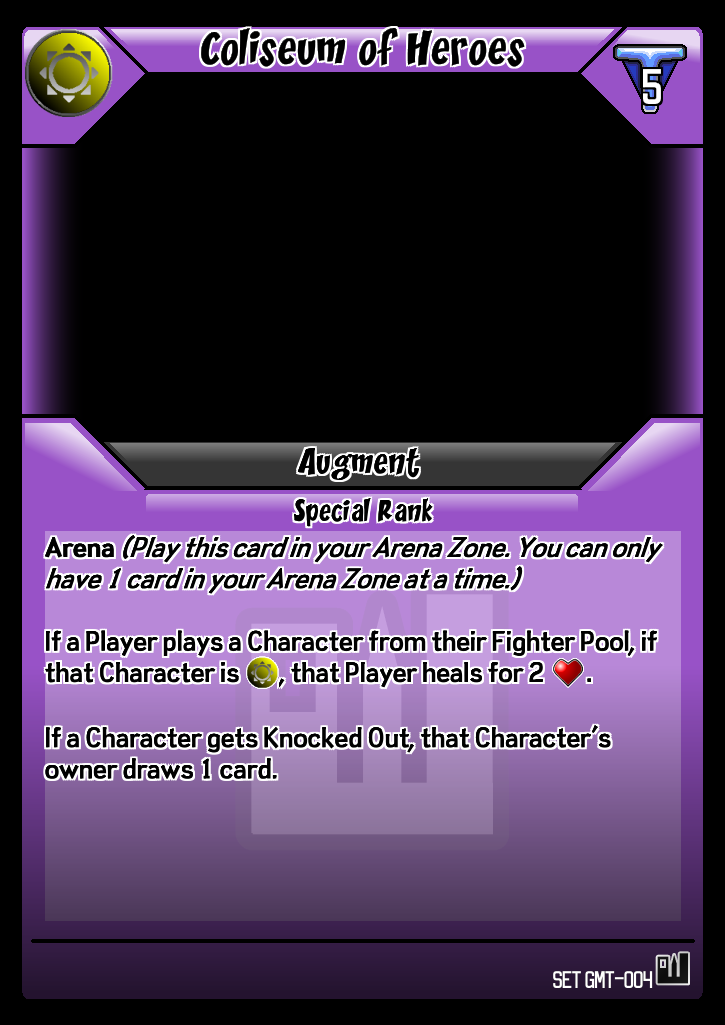 Coliseum of Heroes
5
Augment
Special Rank
Arena (Play this card in your Arena Zone. You can only
have 1 card in your Arena Zone at a time.)
If a Player plays a Character from their Fighter Pool, if
that Character is , that Player heals for 2 .
If a Character gets Knocked Out, that Character's
owner draws 1 card.
SET GMT-004